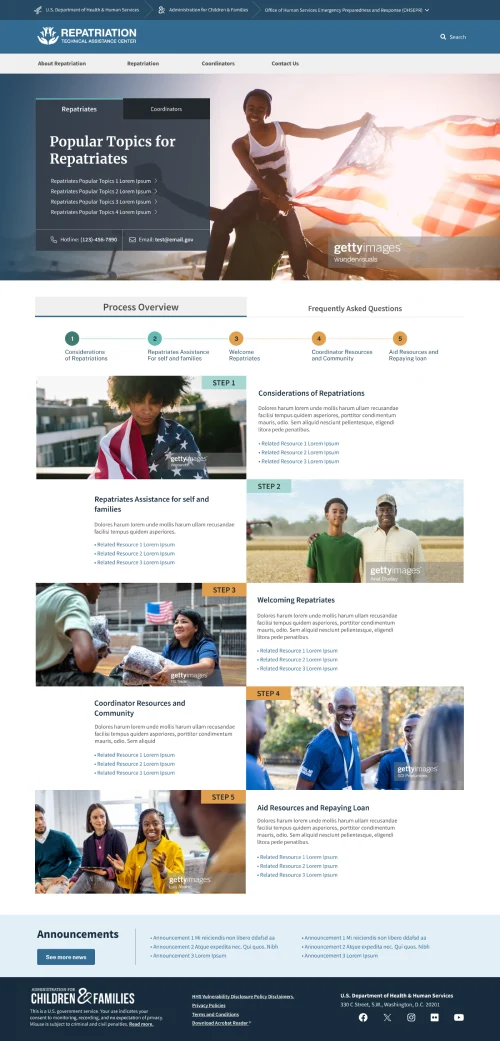 U.S. Department of Health & Human Services
Administration for Children & Families
Office of Human Services Emergency Preparedness and Response (OHSEPR)
REPATRIATION
TECHNICAL ASSISTANCE CENTER
Search
About Repatriation
Repatriation
Coordinators
Contact Us
Repatriates
Coordinators
Popular Topics for
Repatriates
Repatriates Popular Topics 1 Lorem Ipsum
Repatriates Popular Topics 2 Lorem Ipsum
Repatriates Popular Topics 3 Lorem Ipsum
Repatriates Popular Topics 4 Lorem Ipsum
Hotline: (123)-456-7890
Email: test@email.gov
gettyimages
wundervisuals
Process Overview
Frequently Asked Questions
1
2
3
4
5
Considerations
of Repatriations
Repatriates Assistance
For self and families
Welcome
Repatriates
Coordinator Resources
and Community
Aid Resources and
Repaying loan
STEP 1
gettyimages
Considerations of Repatriations
Dolores harum lorem unde mollis harum ullam recusandae
facilisi tempus quidem asperiores, porttitor condimentum
mauris, odio. Sem aliquid nesciunt pellentesque, eligendi
litora pede penatibus.
• Related Resource 1 Lorem Ipsum
• Related Resource 2 Lorem Ipsum
• Related Resource 3 Lorem Ipsum
Repatriates Assistance for self and
families
Dolores harum lorem unde mollis harum ullam recusandae
facilisi tempus quidem asperiores.
• Related Resource 1 Lorem Ipsum
• Related Resource 2 Lorem Ipsum
• Related Resource 3 Lorem Ipsum
STEP 2
gettyimages
STEP 3
gettyimages
Welcoming Repatriates
Dolores harum lorem unde mollis harum ullam recusandae
facilisi tempus quidem asperiores, porttitor condimentum
mauris, odio. Sem aliquid nesciunt pellentesque, eligendi
litora pede penatibus.
• Related Resource 1 Lorem Ipsum
• Related Resource 2 Lorem Ipsum
• Related Resource 3 Lorem Ipsum
Coordinator Resources and
Community
Dolores harum lorem unde mollis harum ullam recusandae
facilisi tempus quidem asperiores, porttitor condimentum
mauris, odio. Sem aliquid
• Related Resource 1 Lorem Ipsum
• Related Resource 2 Lorem Ipsum
• Related Resource 3 Lorem Ipsum
STEP 4
gettyimages
STEP 5
gettyimages
Aid Resources and Repaying Loan
Dolores harum lorem unde mollis harum ullam recusandae
facilisi tempus quidem asperiores, porttitor condimentum
mauris, odio. Sem aliquid nesciunt pellentesque, eligendi
litora pede penatibus.
• Related Resource 1 Lorem Ipsum
• Related Resource 2 Lorem Ipsum
• Related Resource 3 Lorem Ipsum
Announcements
See more news
• Announcement 1 Mi reiciendis non libero ddaful aa
• Announcement 2 Atque expedita nec. Qui quos. Nibh
• Announcement 3 Lorem Ipsum
• Announcement 1 Mi reiciendis non libero ddaful aa
• Announcement 2 Atque expedita nec. Qui quos. Nibh
• Announcement 3 Lorem Ipsum
ADMINISTRATION FOR
CHILDREN & FAMILIES
This is a U.S. government service. Your use indicates your
consent to monitoring, recording, and no expectation of privacy.
Misuse is subject to criminal and civil penalties. Read more.
HHS Vulnerability Disclosure Policy Disclaimers.
Privacy Policies
Terms and Conditions
Download Acrobat Reader
U.S. Department of Health & Human Services
330 C Street, S.W., Washington, D.C. 20201